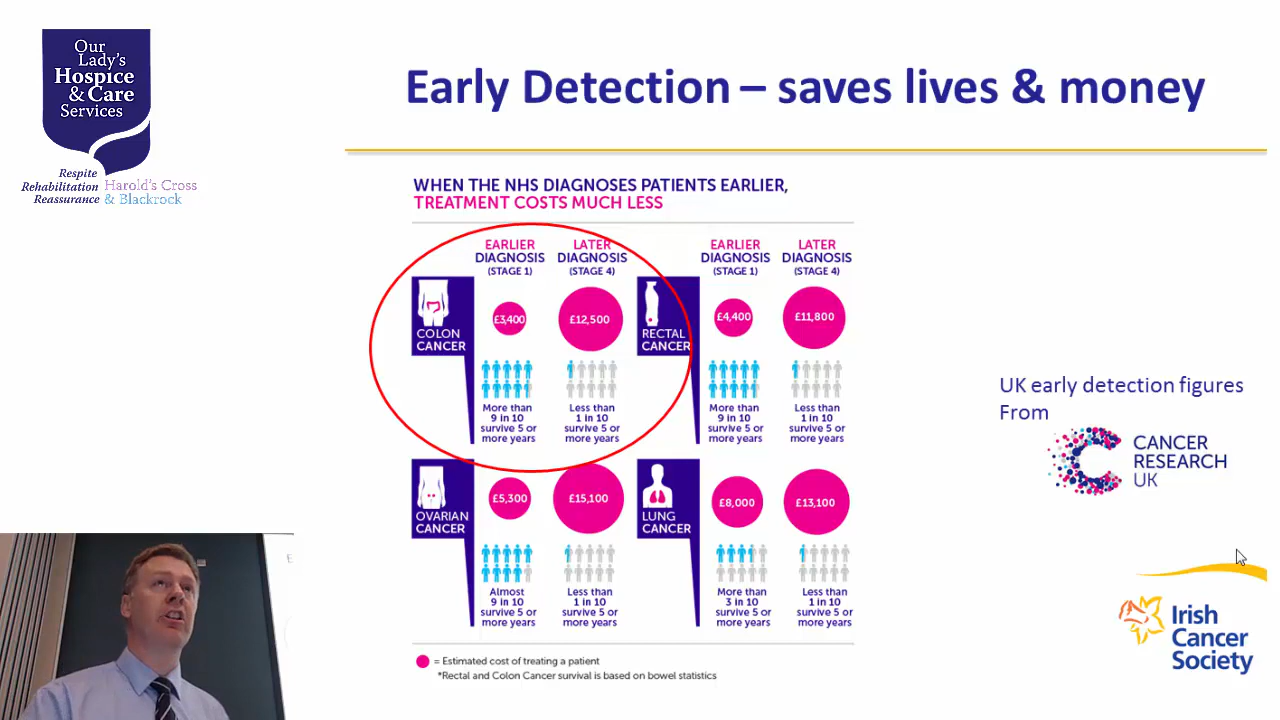 Our
Lady's
Hospice
& Care
Services
Respite
Rehabilitation
Reassurance
Harold's Cross
& Blackrock
Early Detection – saves lives & money
WHEN THE NHS DIAGNOSES PATIENTS EARLIER,
TREATMENT COSTS MUCH LESS
EARLIER
DIAGNOSIS
(STAGE 1)
LATER
DIAGNOSIS
(STAGE 4)
COLON
CANCER
£3,400
£12,500
More than
9 in 10
survive 5 or
more years
Less than
1 in 10
survive 5 or
more years
EARLIER
DIAGNOSIS
(STAGE 1)
LATER
DIAGNOSIS
(STAGE 4)
RECTAL
CANCER
£4,400
£11,800
More than
9 in 10
survive 5 or
more years
Less than
1 in 10
survive 5 or
more years
OVARIAN
CANCER
£5,300
£15,100
Almost
9 in 10
survive 5 or
more years
Less than
1 in 10
survive 5 or
more years
LUNG
CANCER
£8,000
£13,100
More than
3 in 10
survive 5 or
more years
Less than
1 in 10
survive 5 or
more years
= Estimated cost of treating a patient
*Rectal and Colon Cancer survival is based on bowel statistics
UK early detection figures
From
CANCER
RESEARCH
UK
Irish
Cancer
Society